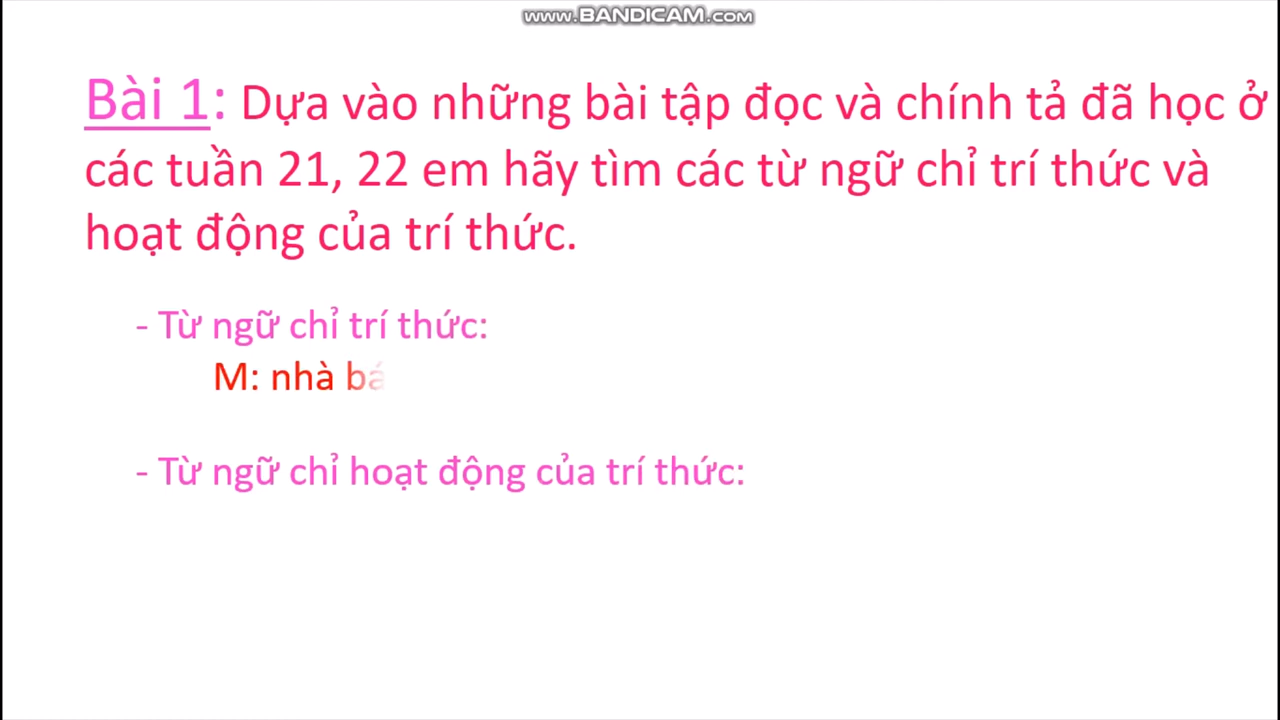 www.BANDICAM.com
Bài 1: Dựa vào những bài tập đọc và chính tả đã học ở
các tuần 21, 22 em hãy tìm các từ ngữ chỉ trí thức và
hoạt động của trí thức.
- Từ ngữ chỉ trí thức:
M: nhà bá
- Từ ngữ chỉ hoạt động của trí thức: